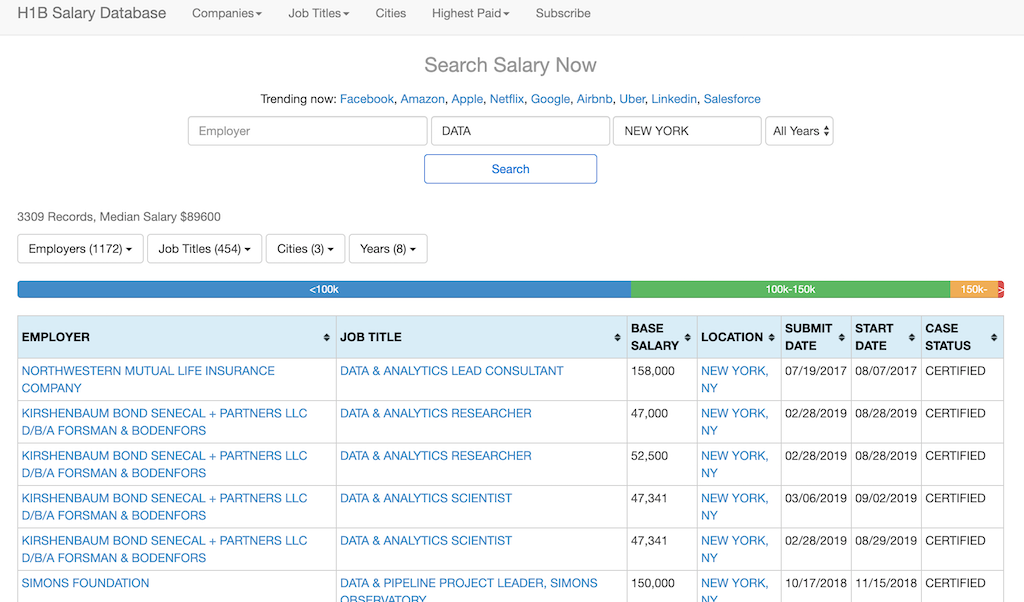 H1B Salary Database Companies Job Titles Cities Highest Paid Subscribe
Search Salary Now
Trending now: Facebook, Amazon, Apple, Netflix, Google, Airbnb, Uber, Linkedin, Salesforce
Employer DATA NEW YORK All Years
Search
3309 Records, Median Salary $89600
Employers (1172) Job Titles (454) Cities (3) Years (8)
<100k 100k-150k 150k- >
EMPLOYER JOB TITLE BASE SALARY LOCATION SUBMIT DATE START DATE CASE STATUS
NORTHWESTERN MUTUAL LIFE INSURANCE DATA & ANALYTICS LEAD CONSULTANT 158,000 NEW YORK, 07/19/2017 08/07/2017 CERTIFIED
COMPANY NY
KIRSHENBAUM BOND SENECAL + PARTNERS LLC DATA & ANALYTICS RESEARCHER 47,000 NEW YORK, 02/28/2019 08/28/2019 CERTIFIED
D/B/A FORSMAN & BODENFORS NY
KIRSHENBAUM BOND SENECAL + PARTNERS LLC DATA & ANALYTICS RESEARCHER 52,500 NEW YORK, 02/28/2019 08/28/2019 CERTIFIED
D/B/A FORSMAN & BODENFORS NY
KIRSHENBAUM BOND SENECAL + PARTNERS LLC DATA & ANALYTICS SCIENTIST 47,341 NEW YORK, 03/06/2019 09/02/2019 CERTIFIED
D/B/A FORSMAN & BODENFORS NY
KIRSHENBAUM BOND SENECAL + PARTNERS LLC DATA & ANALYTICS SCIENTIST 47,341 NEW YORK, 02/28/2019 08/29/2019 CERTIFIED
D/B/A FORSMAN & BODENFORS NY
SIMONS FOUNDATION DATA & PIPELINE PROJECT LEADER, SIMONS 150,000 NEW YORK, 10/17/2018 11/15/2018 CERTIFIED
OBSERVATORY NY